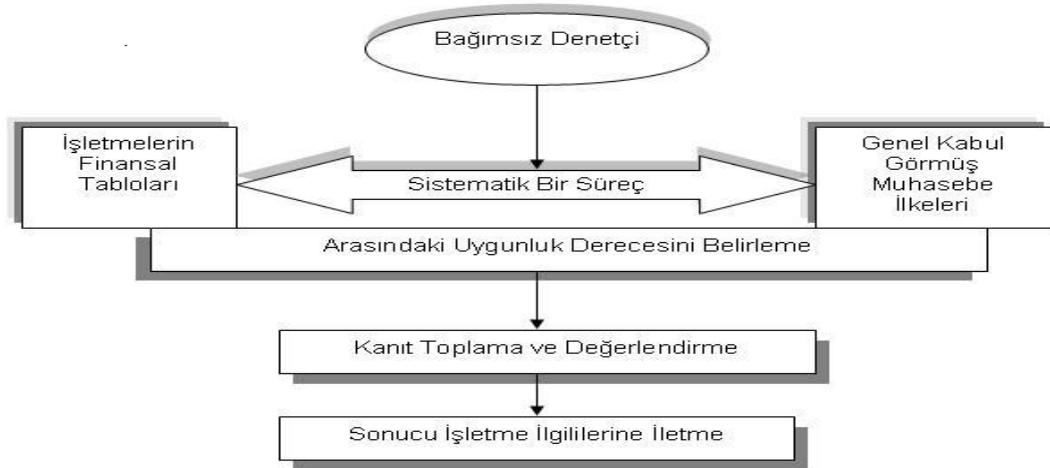 Bağımsız Denetçi
İşletmelerin
Finansal
Tabloları
Sistematik Bir Süreç
Genel Kabul
Görmüş
Muhasebe
İlkeleri
Arasındaki Uygunluk Derecesini Belirleme
Kanıt Toplama ve Değerlendirme
Sonucu İşletme İlgililerine İletme